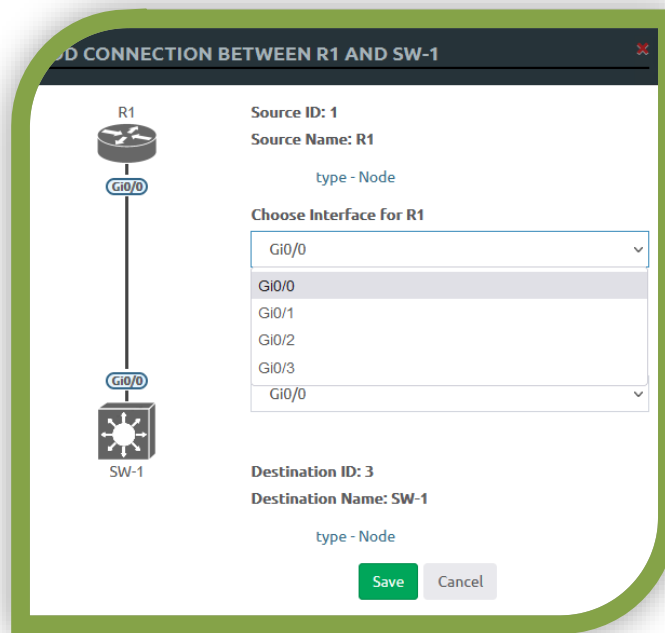 DD CONNECTION BETWEEN R1 AND SW-1
R1
Source ID: 1
Source Name: R1
Gi0/0
type - Node
Choose Interface for R1
Gi0/0
Gi0/0
Gi0/1
Gi0/2
Gi0/3
Gi0/0
Gi0/0
SW-1
Destination ID: 3
Destination Name: SW-1
type - Node
Save
Cancel